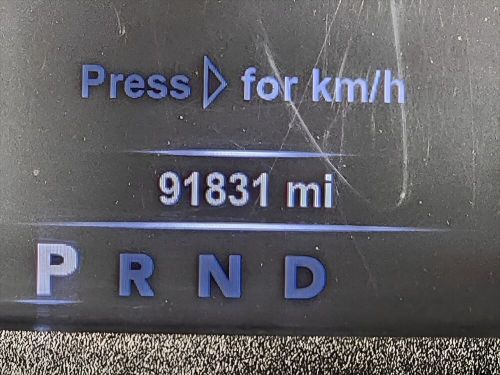 Press ▷ for km/h
91831 mi
P R N D